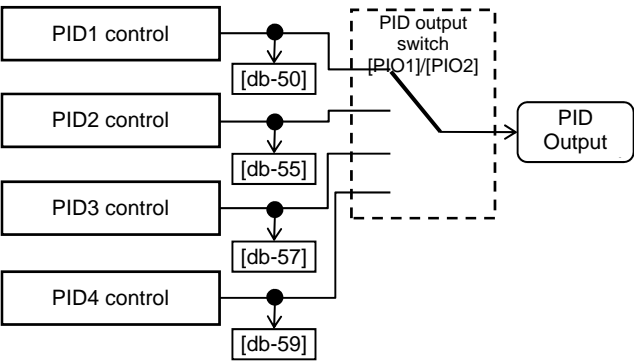 PID1 control
[db-50]
PID2 control
[db-55]
PID3 control
[db-57]
PID4 control
[db-59]
PID output
switch
[PIO1]/[PIO2]
PID
Output